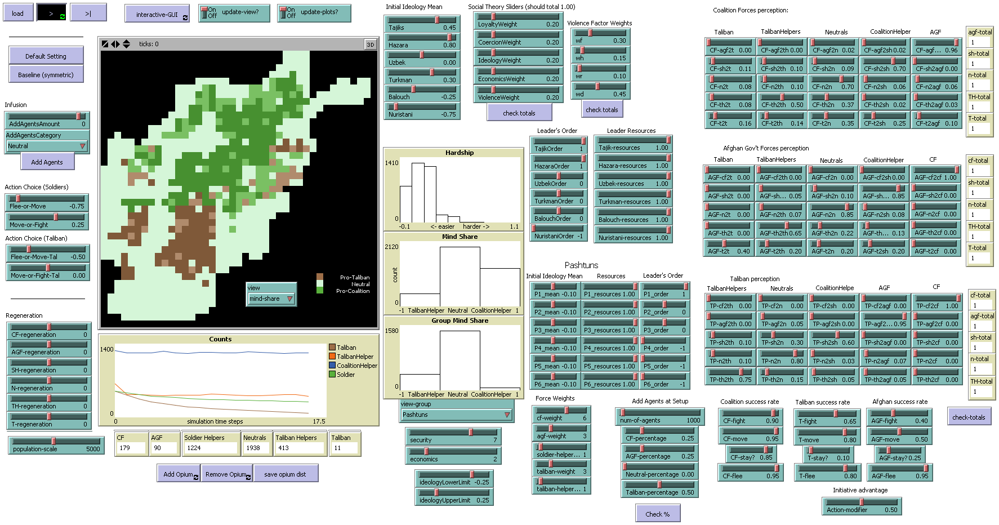 load
>
>|
interactive-GUI
On
Off
update-view?
On
Off
update-plots?
Default Setting
Baseline (symmetric)
Infusion
AddAgentsAmount 0
AddAgentsCategory
Neutral
Add Agents
Action Choice (Soldiers)
Flee-or-Move -0.75
Move-or-Fight 0.25
Action Choice (Taliban)
Flee-or-Move-Tal -0.50
Move-or-Fight-Tal 0.00
Regeneration
CF-regeneration 0
AGF-regeneration 0
SH-regeneration 0
N-regeneration 0
TH-regeneration 0
T-regeneration 0
population-scale 5000
ticks: 0
3D
Pro-Taliban
Neutral
Pro-Coalition
view
mind-share
Counts
1400
0
0 simulation time steps 17.5
Taliban
TalibanHelper
CoalitionHelper
Soldier
CF
179
AGF
90
Soldier Helpers
1224
Neutrals
1938
Taliban Helpers
413
Taliban
11
Add Opium
Remove Opium
save opium dist
Initial Ideology Mean
Tajiks 0.45
Hazara 0.80
Uzbek 0.00
Turkman 0.30
Balouch -0.25
Nuristani -0.75
Social Theory Sliders (should total 1.00)
LoyaltyWeight 0.20
CoercionWeight 0.20
IdeologyWeight 0.20
EconomicsWeight 0.20
ViolenceWeight 0.20
check totals
Violence Factor Weights
wf 0.30
wh 0.15
wr 0.10
wd 0.45
check totals
Hardship
1410
0
-0.1 <- easier harder -> 1.1
Mind Share
2120
count
0
-1 TalibanHelper Neutral CoalitionHelper 1
Group Mind Share
1580
0
-1 TalibanHelper Neutral CoalitionHelper 1
view-group
Pashtuns
security 7
economics 2
ideologyLowerLimit -0.25
ideologyUpperLimit 0.25
Leader's Order
TajikOrder 1
HazaraOrder 1
UzbekOrder 0
TurkmanOrder 0
BalouchOrder 0
NuristaniOrder -1
Leader Resources
Tajik-resources 1.00
Hazara-resources 1.00
Uzbek-resources 1.00
Turkman-resources 1.00
Balouch-resources 1.00
Nuristani-resources 1.00
Pashtuns
Initial Ideology Mean Resources Leader's Order
P1_mean -0.10 P1_resources 1.00 P1_order 1
P2_mean -0.10 P2_resources 1.00 P2_order 0
P3_mean -0.10 P3_resources 1.00 P3_order 0
P4_mean -0.10 P4_resources 1.00 P4_order -1
P5_mean -0.10 P5_resources 1.00 P5_order -1
P6_mean -0.10 P6_resources 1.00 P6_order -1
Force Weights
cf-weight 6
agf-weight 3
soldier-helper... 1
taliban-weight 3
taliban-helper... 1
Add Agents at Setup
num-of-agents 1000
CF-percentage 0.25
AGF-percentage 0.25
Neutral-percentage 0.00
Taliban-percentage 0.50
Check %
Coalition Forces perception:
Taliban TalibanHelpers Neutrals CoalitionHelper AGF
CF-agf2t 0.00 CF-agf2th 0.00 CF-agf2n 0.02 CF-agf2sh 0.02 CF-agf... 0.96
CF-sh2t 0.11 CF-sh2th 0.10 CF-sh2n 0.09 CF-sh2sh 0.70 CF-sh2agf 0.00
CF-n2t 0.08 CF-n2th 0.10 CF-n2n 0.70 CF-n2sh 0.06 CF-n2agf 0.06
CF-th2t 0.08 CF-th2th 0.50 CF-th2n 0.37 CF-th2sh 0.02 CF-th2agf 0.03
CF-t2t 0.16 CF-t2th 0.14 CF-t2n 0.35 CF-t2sh 0.25 CF-t2agf 0.10
agf-total
1
sh-total
1
n-total
1
TH-total
1
T-total
1
Afghan Gov't Forces perception
Taliban TalibanHelpers Neutrals CoalitionHelper CF
AGF-cf2t 0.00 AGF-cf2th 0.00 AGF-cf2n 0.00 AGF-cf2sh 0.00 AGF-cf2cf 1.00
AGF-sh2t 0.00 AGF-sh... 0.05 AGF-sh2n 0.10 AGF-sh... 0.85 AGF-sh2cf 0.00
AGF-n2t 0.00 AGF-n2th 0.07 AGF-n2n 0.85 AGF-n2sh 0.08 AGF-n2cf 0.00
AGF-th2t 0.00 AGF-th2th 0.65 AGF-th2n 0.22 AGF-th... 0.13 AGF-th2cf 0.00
AGF-t2t 0.40 AGF-t2th 0.20 AGF-t2n 0.20 AGF-t2sh 0.20 AGF-t2cf 0.00
cf-total
1
sh-total
1
n-total
1
TH-total
1
T-total
1
Taliban perception
TalibanHelpers Neutrals CoalitionHelpe AGF CF
TP-cf2th 0.00 TP-cf2n 0.00 TP-cf2sh 0.00 TP-cf2agf 0.00 TP-cf2cf 1.00
TP-agf2th 0.00 TP-agf2n 0.05 TP-agf2sh 0.00 TP-agf2... 0.95 TP-agf2cf 0.00
TP-sh2th 0.10 TP-sh2n 0.30 TP-sh2sh 0.60 TP-sh2agf 0.00 TP-sh2cf 0.00
TP-n2th 0.10 TP-n2n 0.80 TP-n2sh 0.03 TP-n2agf 0.07 TP-n2cf 0.00
TP-th2th 0.75 TP-th2n 0.15 TP-th2sh 0.05 TP-th2agf 0.05 TP-th2cf 0.00
cf-total
1
agf-total
1
sh-total
1
n-total
1
TH-total
1
Coalition success rate
CF-fight 0.90
CF-move 0.95
CF-stay? 0.85
CF-flee 0.95
Taliban success rate
T-fight 0.65
T-move 0.80
T-stay? 0.10
T-flee 0.80
Afghan success rate
AGF-fight 0.40
AGF-move 0.50
AGF-stay? 0.25
AGF-flee 0.95
check-totals
Initiative advantage
Action-modifier 0.50